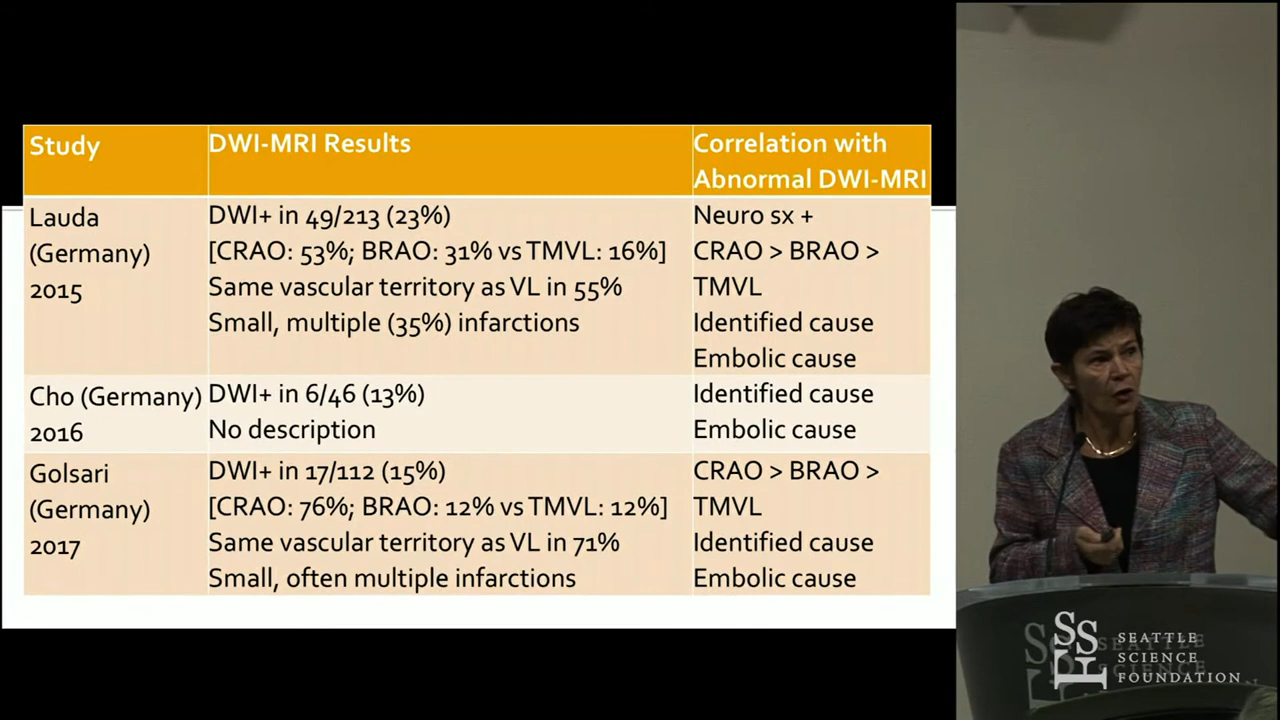 Study
DWI-MRI Results
Correlation with
Abnormal DWI-MRI
Lauda
(Germany)
2015
DWI+ in 49/213 (23%)
[CRAO: 53%; BRAO: 31% vs TMVL: 16%]
Same vascular territory as VL in 55%
Small, multiple (35%) infarctions
Neuro sx +
CRAO > BRAO >
TMVL
Identified cause
Embolic cause
Cho (Germany)
2016
DWI+ in 6/46 (13%)
No description
Identified cause
Embolic cause
Golsari
(Germany)
2017
DWI+ in 17/112 (15%)
[CRAO: 76%; BRAO: 12% vs TMVL: 12%]
Same vascular territory as VL in 71%
Small, often multiple infarctions
CRAO > BRAO >
TMVL
Identified cause
Embolic cause
SSF
SEATTLE
SCIENCE
FOUNDATION